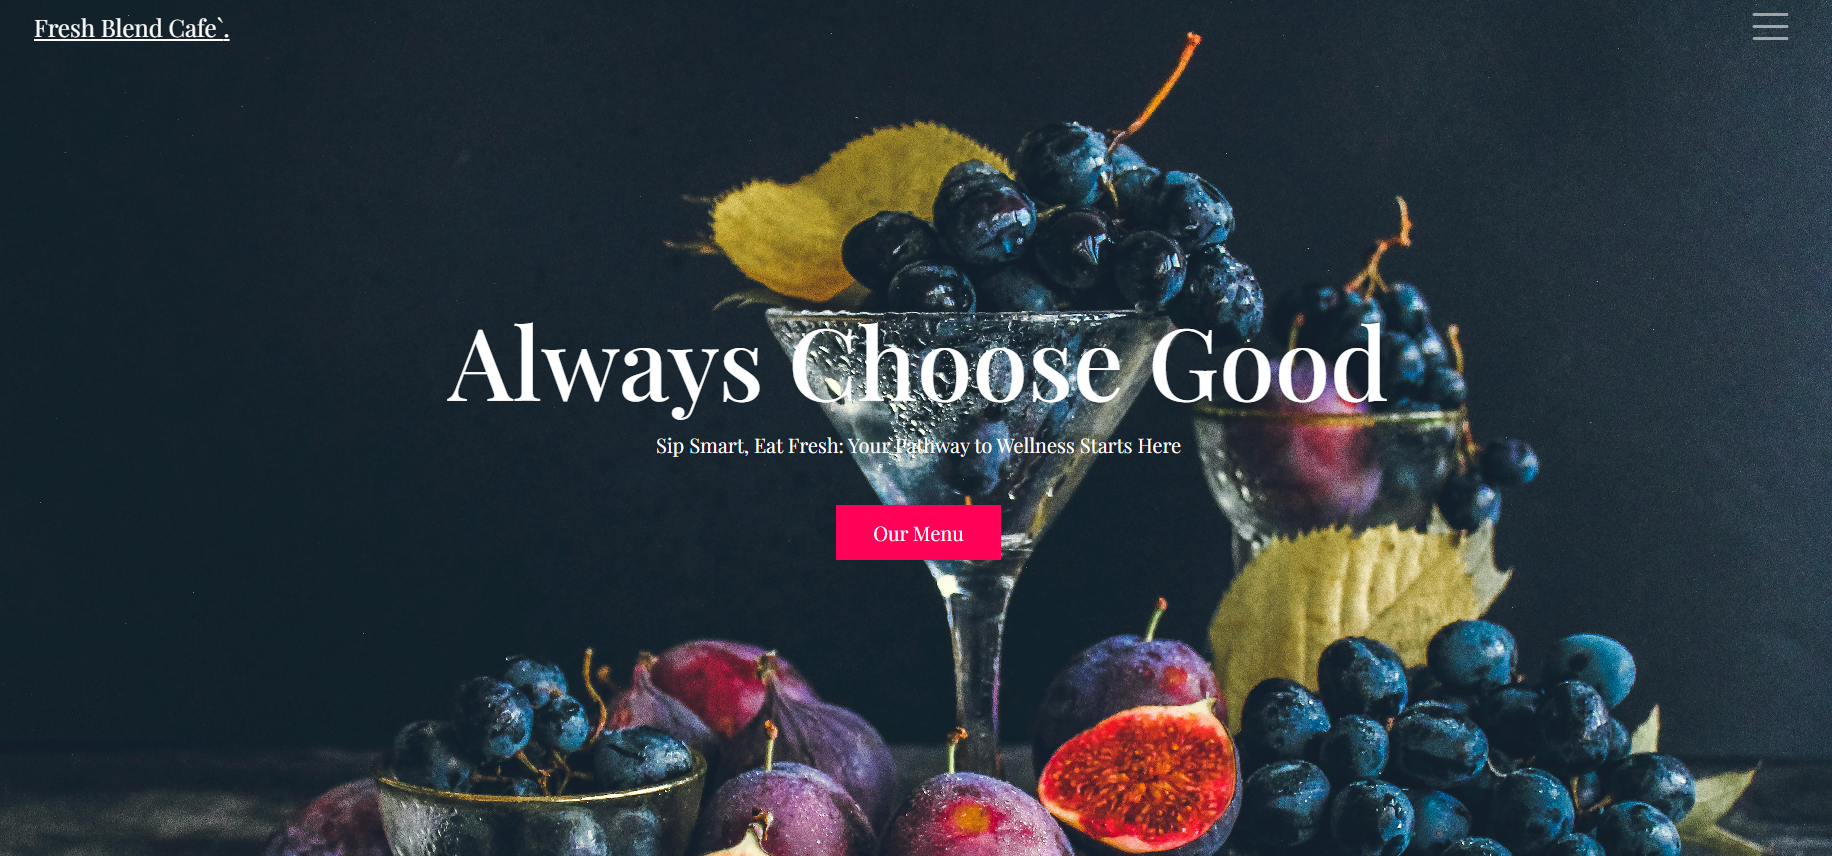 Fresh Blend Cafe`.
Always Choose Good
Sip Smart, Eat Fresh: Your Pathway to Wellness Starts Here
Our Menu